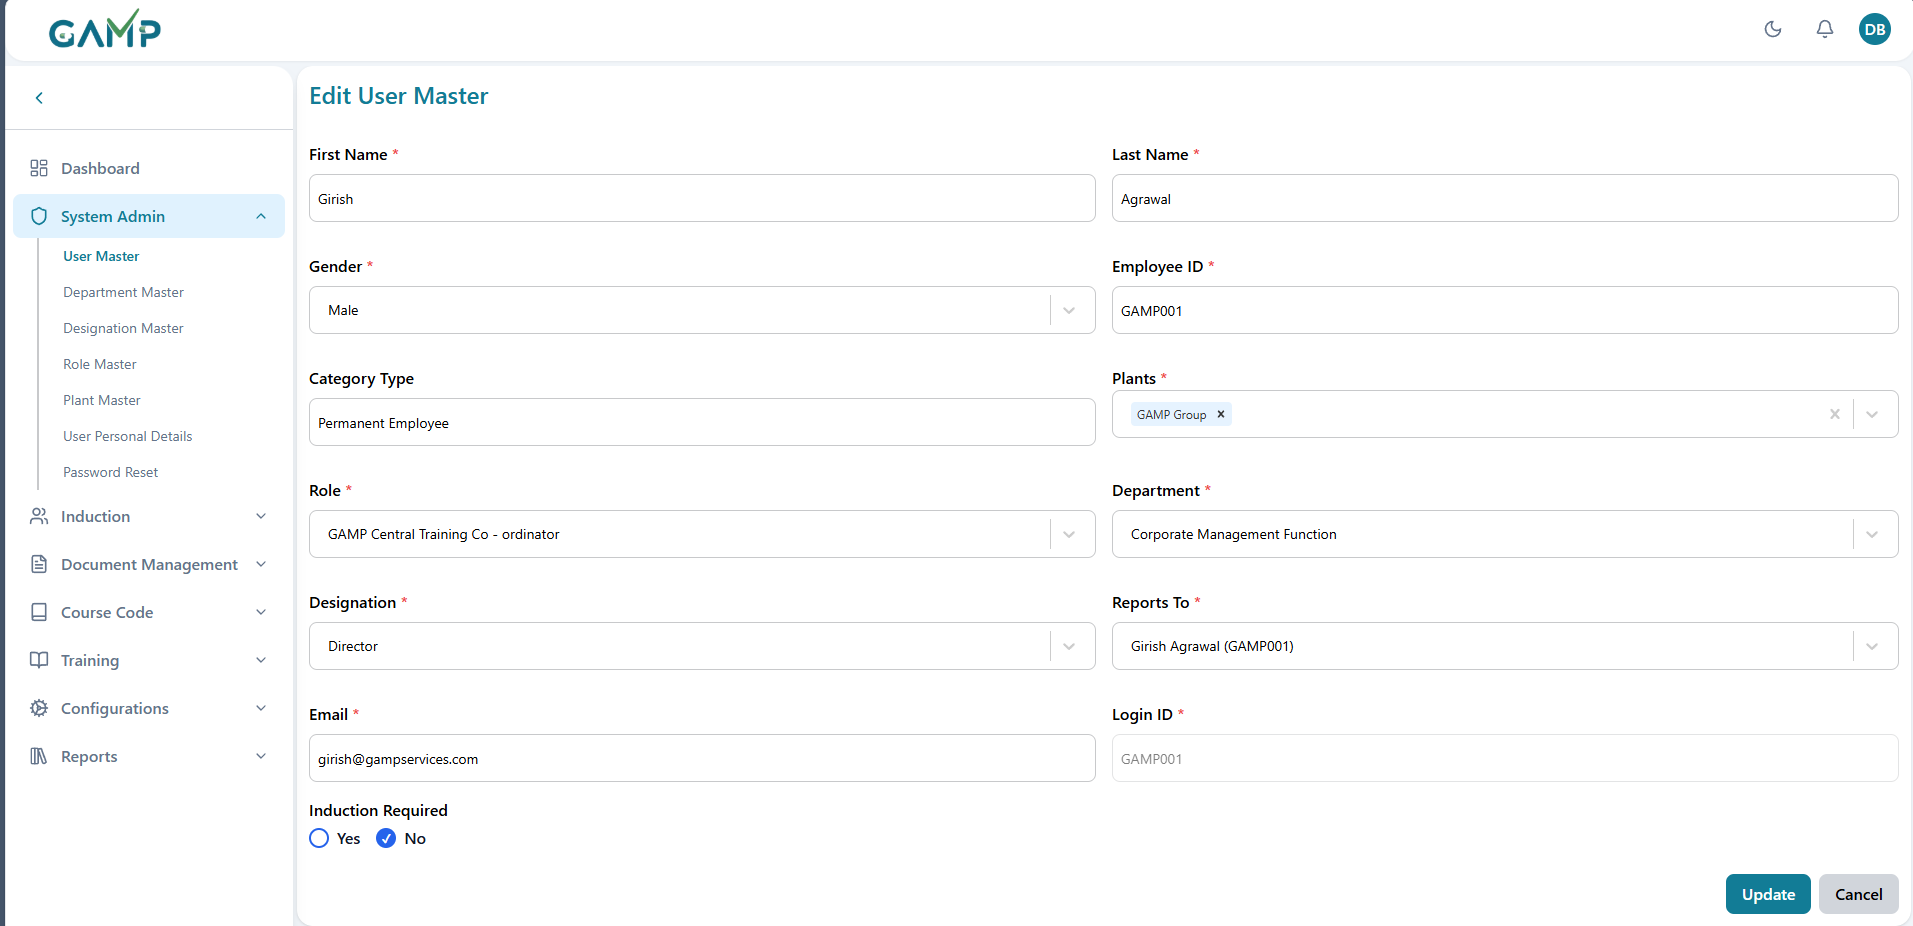 GAMP
DB
Dashboard
System Admin
User Master
Department Master
Designation Master
Role Master
Plant Master
User Personal Details
Password Reset
Induction
Document Management
Course Code
Training
Configurations
Reports
Edit User Master
First Name *
Girish
Last Name *
Agrawal
Gender *
Male
Employee ID *
GAMP001
Category Type
Permanent Employee
Plants *
GAMP Group
Role *
GAMP Central Training Co - ordinator
Department *
Corporate Management Function
Designation *
Director
Reports To *
Girish Agrawal (GAMP001)
Email *
girish@gampservices.com
Login ID *
GAMP001
Induction Required
Yes No
Update Cancel